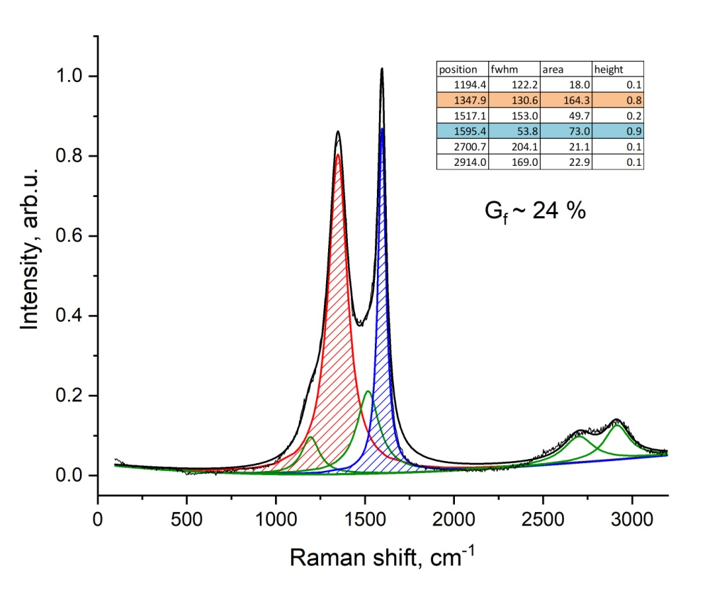 position fwhm area height
1194.4 122.2 18.0 0.1
1347.9 130.6 164.3 0.8
1517.1 153.0 49.7 0.2
1595.4 53.8 73.0 0.9
2700.7 204.1 21.1 0.1
2914.0 169.0 22.9 0.1
G_f ~ 24 %
Intensity, arb.u.
1.0
0.8
0.6
0.4
0.2
0.0
0 500 1000 1500 2000 2500 3000
Raman shift, cm⁻¹